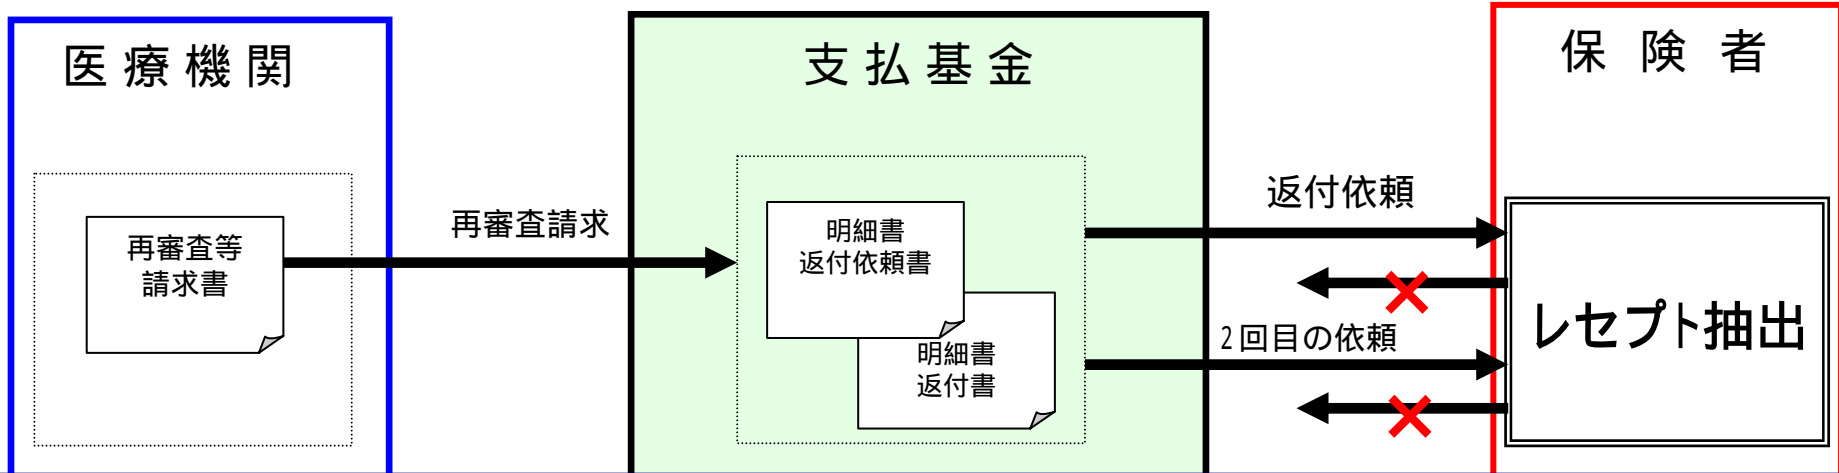 医療機関
支払基金
保険者
再審査等
請求書
再審査請求
明細書
返付依頼書
明細書
返付書
返付依頼
2回目の依頼
レセプト抽出